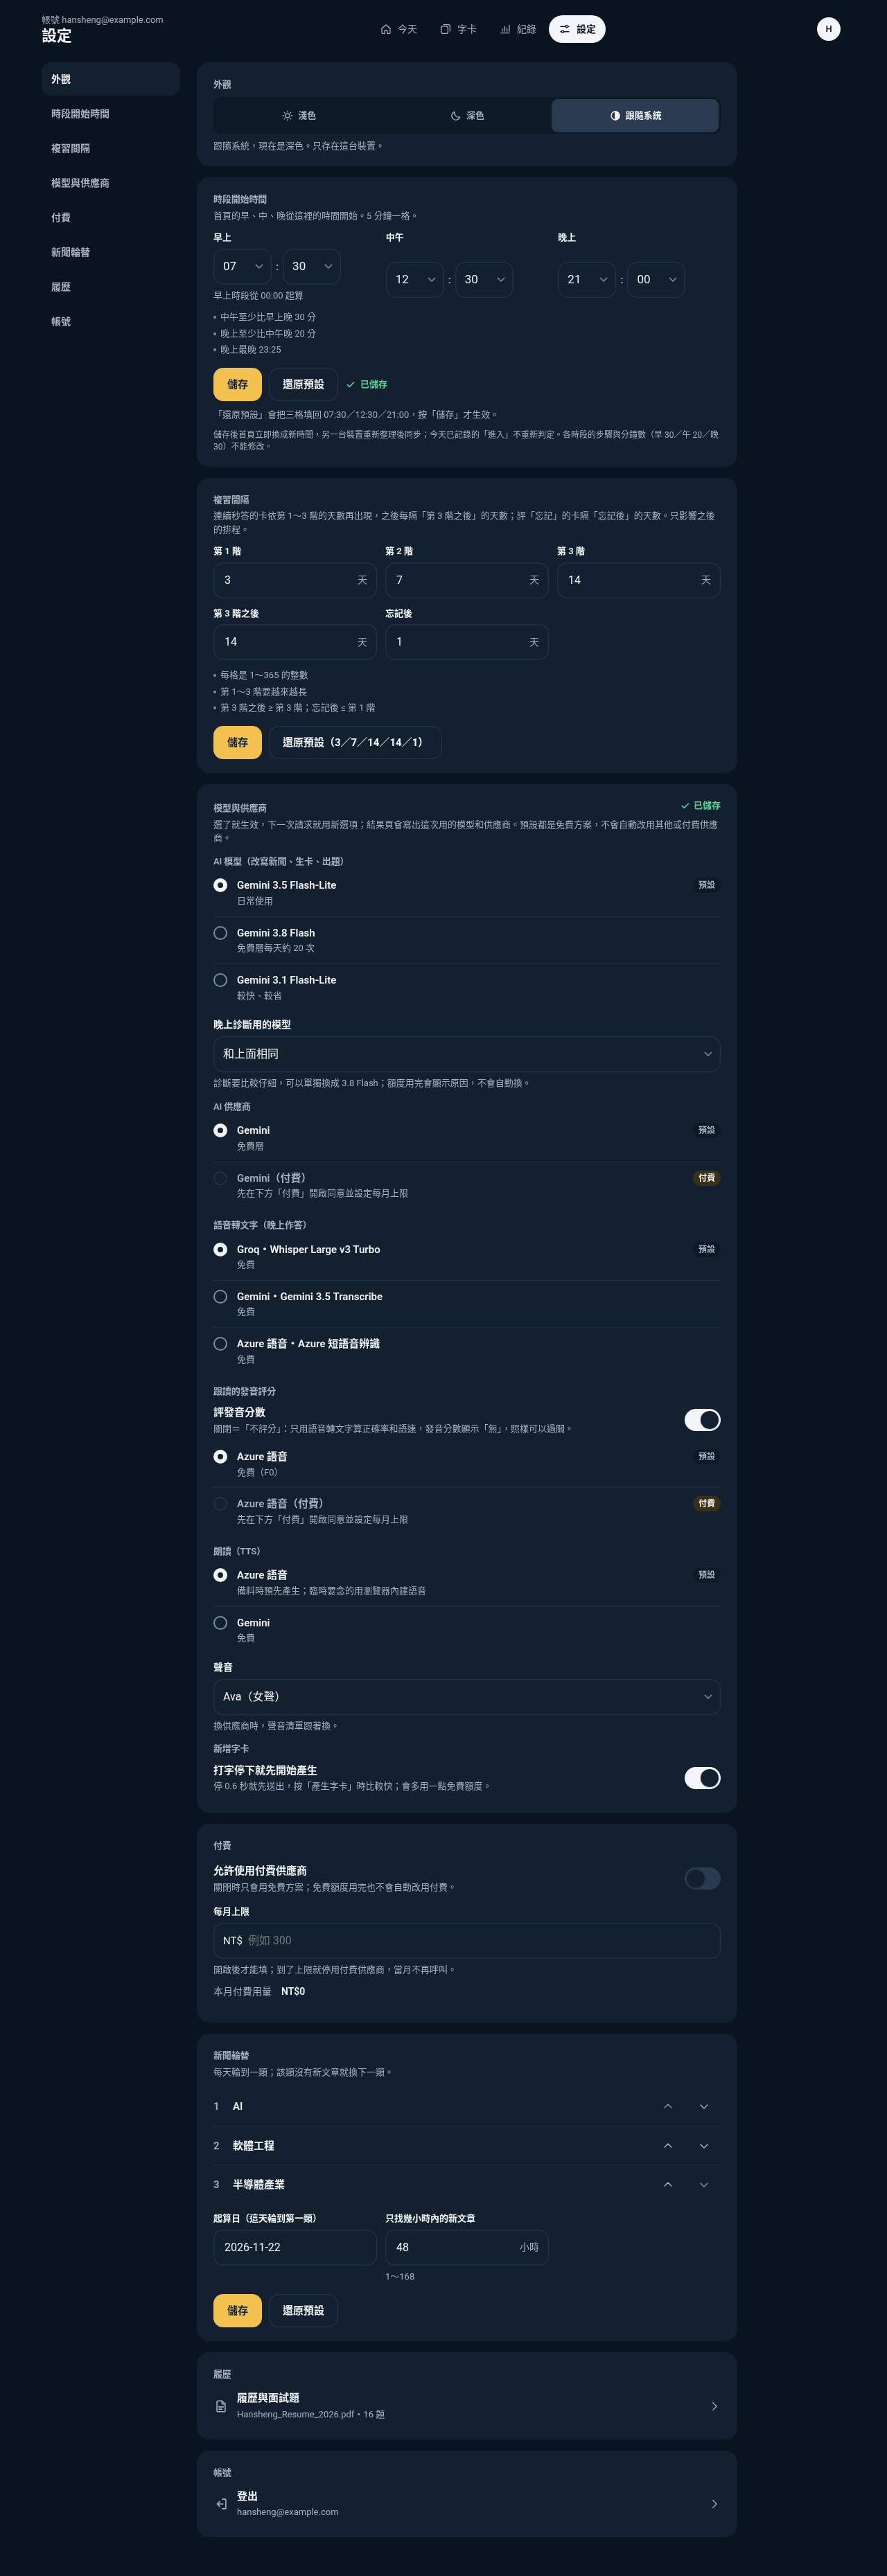 帳號 hansheng@example.com
設定
今天
字卡
紀錄
設定
H
外觀
時段開始時間
複習間隔
模型與供應商
付費
新聞輪替
履歷
帳號
外觀
淺色
深色
跟隨系統
跟隨系統，現在是深色。只存在這台裝置。
時段開始時間
首頁的早、中、晚從這裡的時間開始。5 分鐘一格。
早上
中午
晚上
07 : 30
12 : 30
21 : 00
早上時段從 00:00 起算
• 中午至少比早上晚 30 分
• 晚上至少比中午晚 20 分
• 晚上最晚 23:25
儲存
還原預設
已儲存
「還原預設」會把三格填回 07:30／12:30／21:00，按「儲存」才生效。
儲存後首頁立即換成新時間，另一台裝置重新整理後同步；今天已記錄的「進入」不重新判定。各時段的步驟與分鐘數（早 30／午 20／晚
30）不能修改。
複習間隔
連續秒答的卡依第 1～3 階的天數再出現，之後每隔「第 3 階之後」的天數；評「忘記」的卡隔「忘記後」的天數。只影響之後
的排程。
第 1 階
第 2 階
第 3 階
3 天
7 天
14 天
第 3 階之後
忘記後
14 天
1 天
• 每格是 1～365 的整數
• 第 1～3 階要越來越長
• 第 3 階之後 ≥ 第 3 階；忘記後 ≤ 第 1 階
儲存
還原預設（3／7／14／14／1）
模型與供應商
已儲存
選了就生效，下一次請求就用新選項；結果頁會寫出這次用的模型和供應商。預設都是免費方案，不會自動改用其他或付費供應
商。
AI 模型（改寫新聞、生卡、出題）
Gemini 3.5 Flash-Lite
預設
日常使用
Gemini 3.8 Flash
免費層每天約 20 次
Gemini 3.1 Flash-Lite
較快、較省
晚上診斷用的模型
和上面相同
診斷要比較仔細，可以單獨換成 3.8 Flash；額度用完會顯示原因，不會自動換。
AI 供應商
Gemini
預設
免費層
Gemini（付費）
付費
先在下方「付費」開啟同意並設定每月上限
語音轉文字（晚上作答）
Groq・Whisper Large v3 Turbo
預設
免費
Gemini・Gemini 3.5 Transcribe
免費
Azure 語音・Azure 短語音辨識
免費
跟讀的發音評分
評發音分數
關閉＝「不評分」：只用語音轉文字算正確率和語速，發音分數顯示「無」，照樣可以過關。
Azure 語音
預設
免費（F0）
Azure 語音（付費）
付費
先在下方「付費」開啟同意並設定每月上限
朗讀（TTS）
Azure 語音
預設
備料時預先產生；臨時要念的用瀏覽器內建語音
Gemini
免費
聲音
Ava（女聲）
換供應商時，聲音清單跟著換。
新增字卡
打字停下就先開始產生
停 0.6 秒就先送出，按「產生字卡」時比較快；會多用一點免費額度。
付費
允許使用付費供應商
關閉時只會用免費方案；免費額度用完也不會自動改用付費。
每月上限
NT$ 例如 300
開啟後才能填；到了上限就停用付費供應商，當月不再呼叫。
本月付費用量 NT$0
新聞輪替
每天輪到一類；該類沒有新文章就換下一類。
1 AI
2 軟體工程
3 半導體產業
起算日（這天輪到第一類）
只找幾小時內的新文章
2026-11-22
48 小時
1～168
儲存
還原預設
履歷
履歷與面試題
Hansheng_Resume_2026.pdf・16 題
帳號
登出
hansheng@example.com